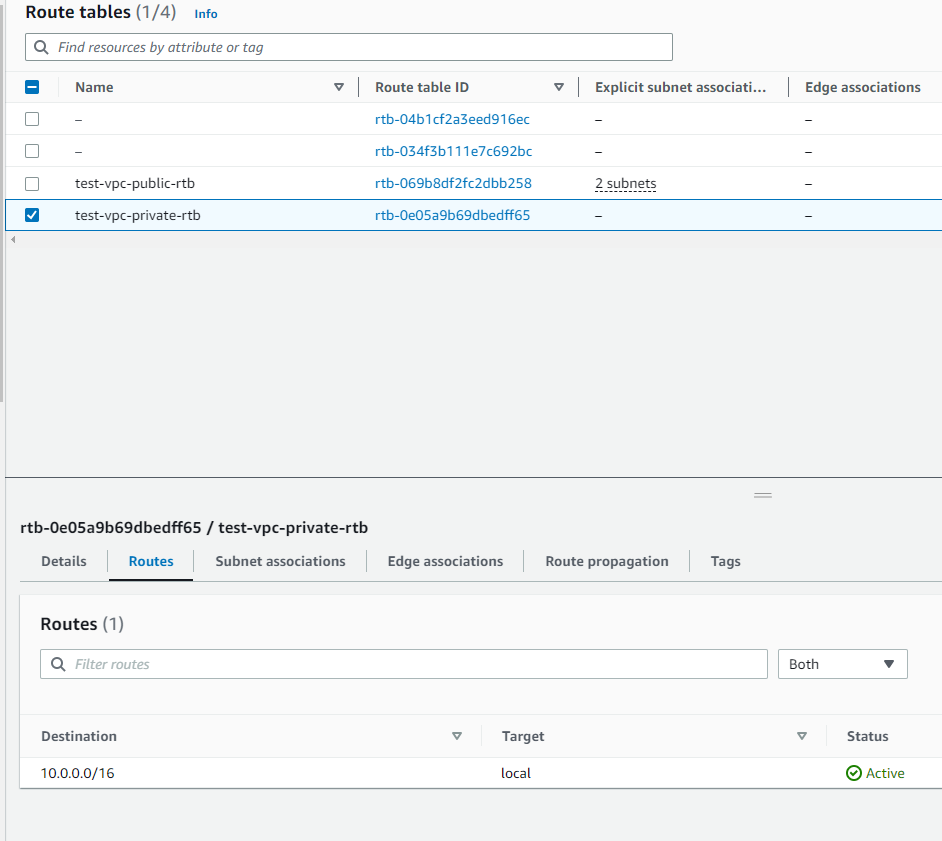 Route tables (1/4) Info
Find resources by attribute or tag
Name Route table ID Explicit subnet associati... Edge associations
– rtb-04b1cf2a3eed916ec – –
– rtb-034f3b111e7c692bc – –
test-vpc-public-rtb rtb-069b8df2fc2dbb258 2 subnets –
test-vpc-private-rtb rtb-0e05a9b69dbedff65 – –
rtb-0e05a9b69dbedff65 / test-vpc-private-rtb
Details Routes Subnet associations Edge associations Route propagation Tags
Routes (1)
Filter routes Both
Destination Target Status
10.0.0.0/16 local Active